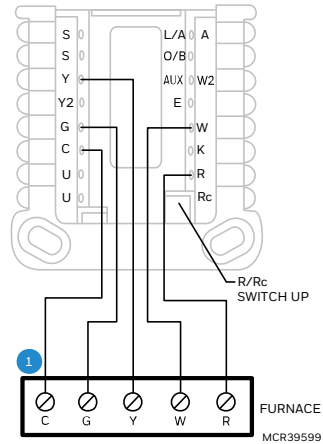 S L/A A
S O/B
Y AUX W2
Y2 E
G W
C K
U R
U Rc
R/Rc
SWITCH UP
1
C G Y W R
FURNACE
MCR39599